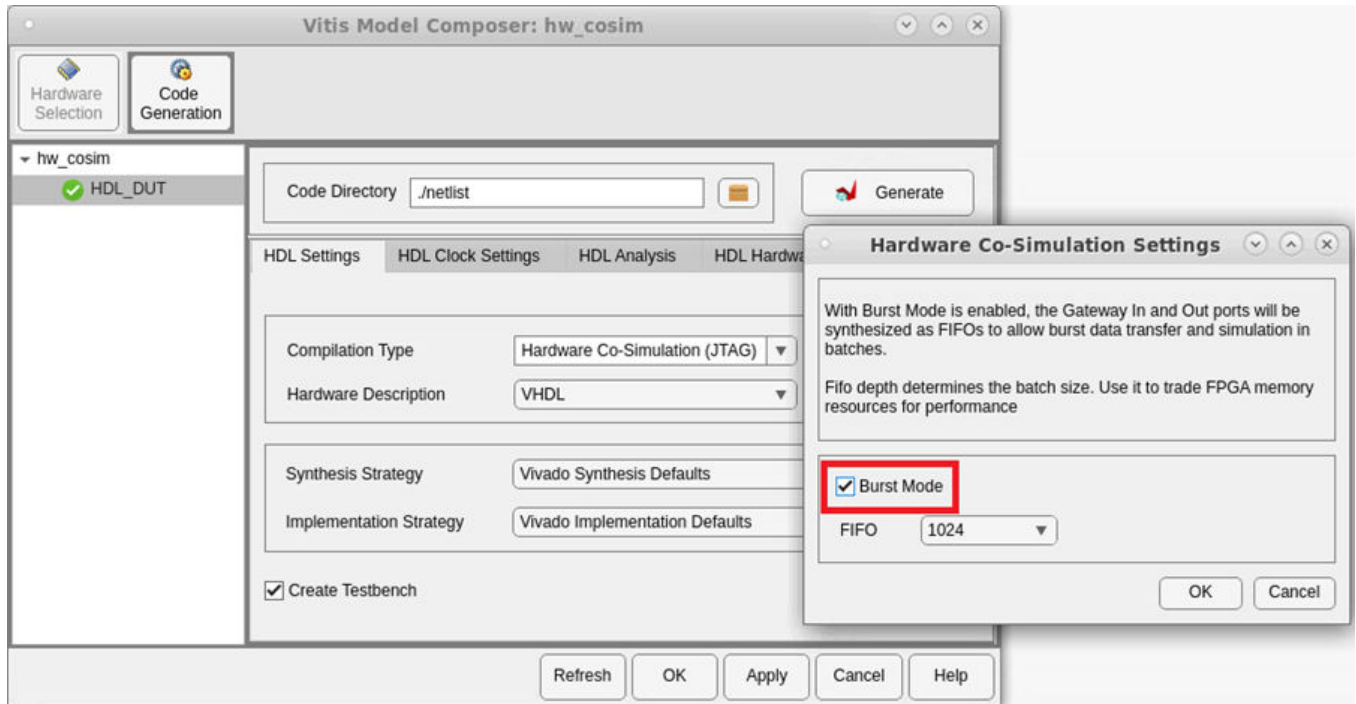 Vitis Model Composer: hw_cosim
Hardware
Selection
Code
Generation
hw_cosim
HDL_DUT
Code Directory ./netlist
Generate
HDL Settings HDL Clock Settings HDL Analysis HDL Hardwa
Compilation Type Hardware Co-Simulation (JTAG)
Hardware Description VHDL
Synthesis Strategy Vivado Synthesis Defaults
Implementation Strategy Vivado Implementation Defaults
Create Testbench
Refresh OK Apply Cancel Help
Hardware Co-Simulation Settings
With Burst Mode is enabled, the Gateway In and Out ports will be
synthesized as FIFOs to allow burst data transfer and simulation in
batches.
Fifo depth determines the batch size. Use it to trade FPGA memory
resources for performance
Burst Mode
FIFO 1024
OK Cancel